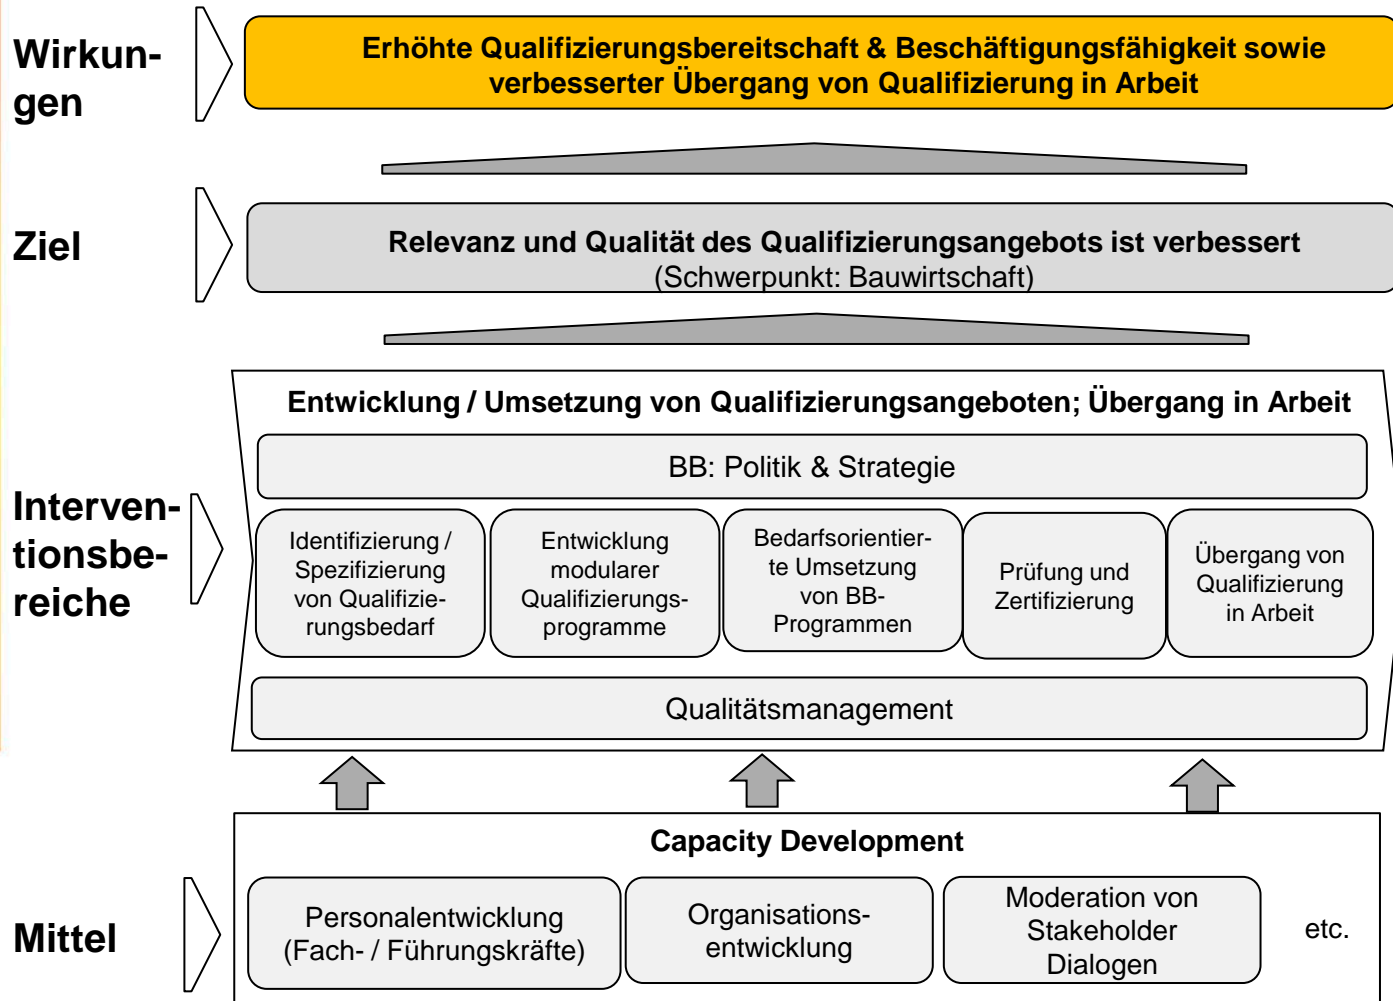 Wirkun-
gen
Erhöhte Qualifizierungsbereitschaft & Beschäftigungsfähigkeit sowie
verbesserter Übergang von Qualifizierung in Arbeit
Ziel
Relevanz und Qualität des Qualifizierungsangebots ist verbessert
(Schwerpunkt: Bauwirtschaft)
Interven-
tionsbe-
reiche
Entwicklung / Umsetzung von Qualifizierungsangeboten; Übergang in Arbeit
BB: Politik & Strategie
Identifizierung /
Spezifizierung
von Qualifizie-
rungsbedarf
Entwicklung
modularer
Qualifizierungs-
programme
Bedarfsorientier-
te Umsetzung
von BB-
Programmen
Prüfung und
Zertifizierung
Übergang von
Qualifizierung
in Arbeit
Qualitätsmanagement
Mittel
Capacity Development
Personalentwicklung
(Fach- / Führungskräfte)
Organisations-
entwicklung
Moderation von
Stakeholder
Dialogen
etc.